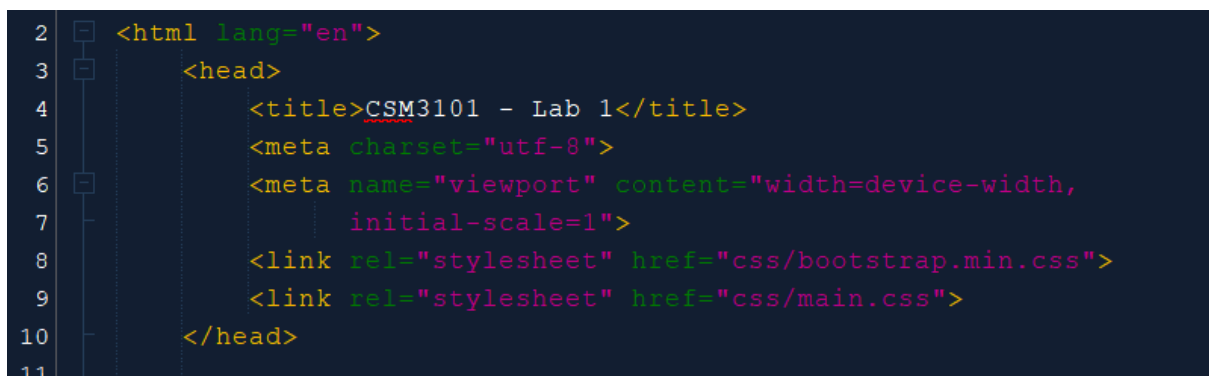 2 <html lang="en">
3 <head>
4 <title>CSM3101 - Lab 1</title>
5 <meta charset="utf-8">
6 <meta name="viewport" content="width=device-width,
7 initial-scale=1">
8 <link rel="stylesheet" href="css/bootstrap.min.css">
9 <link rel="stylesheet" href="css/main.css">
10 </head>
11